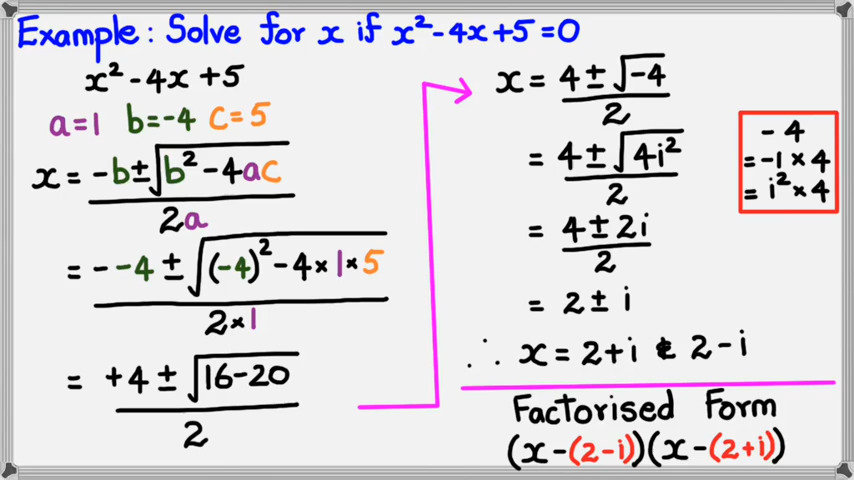 Example: Solve for x if x² - 4x + 5 = 0
x² - 4x + 5
a = 1 b = -4 c = 5
x = (-b ± √(b² - 4ac)) / 2a
= (--4 ± √((-4)² - 4 × 1 × 5)) / (2 × 1)
= (+4 ± √(16 - 20)) / 2
x = (4 ± √-4) / 2
= (4 ± √(4i²)) / 2
= (4 ± 2i) / 2
= 2 ± i
∴ x = 2 + i & 2 - i
- 4
= -1 × 4
= i² × 4
Factorised Form
(x - (2 - i))(x - (2 + i))